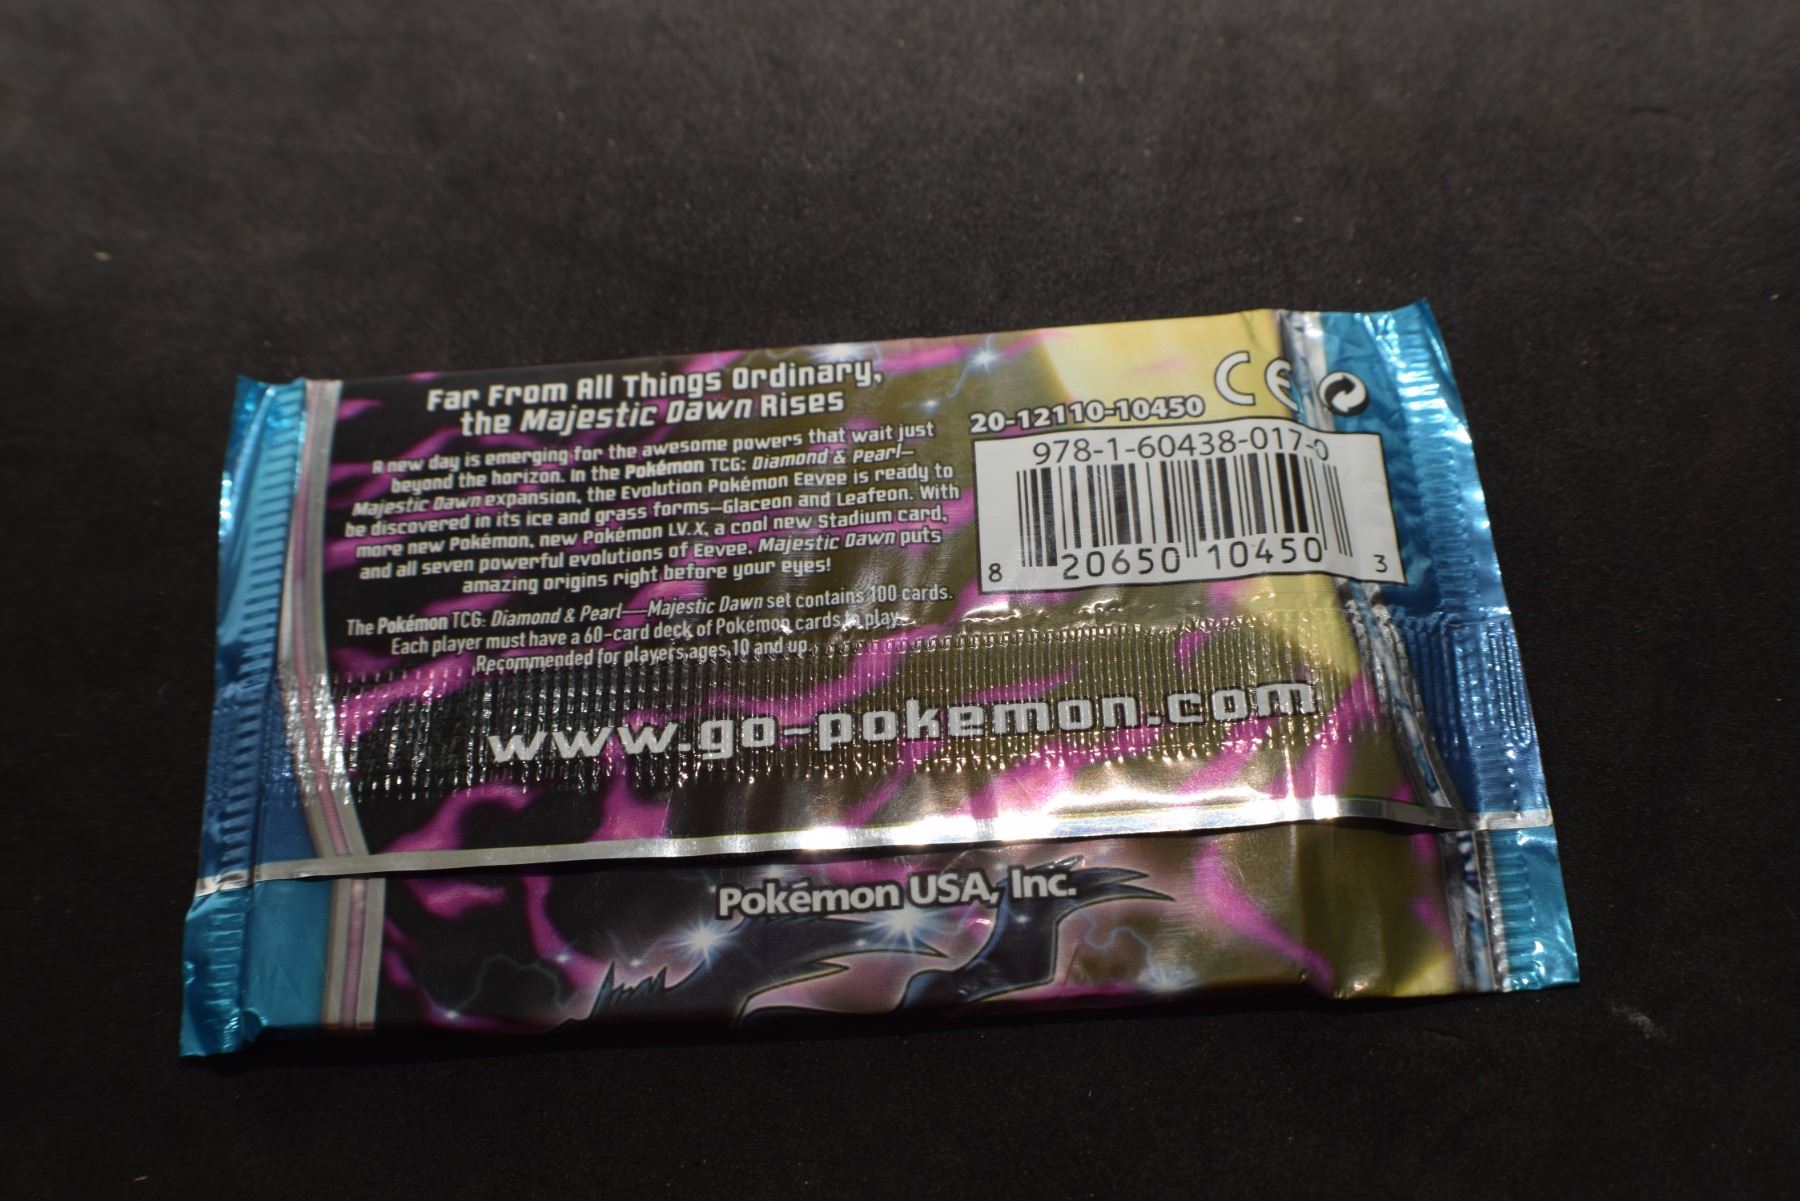 Far From All Things Ordinary,
the Majestic Dawn Rises
A new day is emerging for the awesome powers that wait just
beyond the horizon. In the Pokémon TCG: Diamond & Pearl—
Majestic Dawn expansion, the Evolution Pokémon Eevee is ready to
be discovered in its ice and grass forms—Glaceon and Leafeon. With
more new Pokémon, new Pokémon LV.X, a cool new Stadium card,
and all seven powerful evolutions of Eevee, Majestic Dawn puts
amazing origins right before your eyes!
The Pokémon TCG: Diamond & Pearl—Majestic Dawn set contains 100 cards.
Each player must have a 60-card deck of Pokémon cards to play.
Recommended for players ages 10 and up.
CE
20-12110-10450
978-1-60438-017-0
8 20650 10450 3
www.go-pokemon.com
Pokémon USA, Inc.